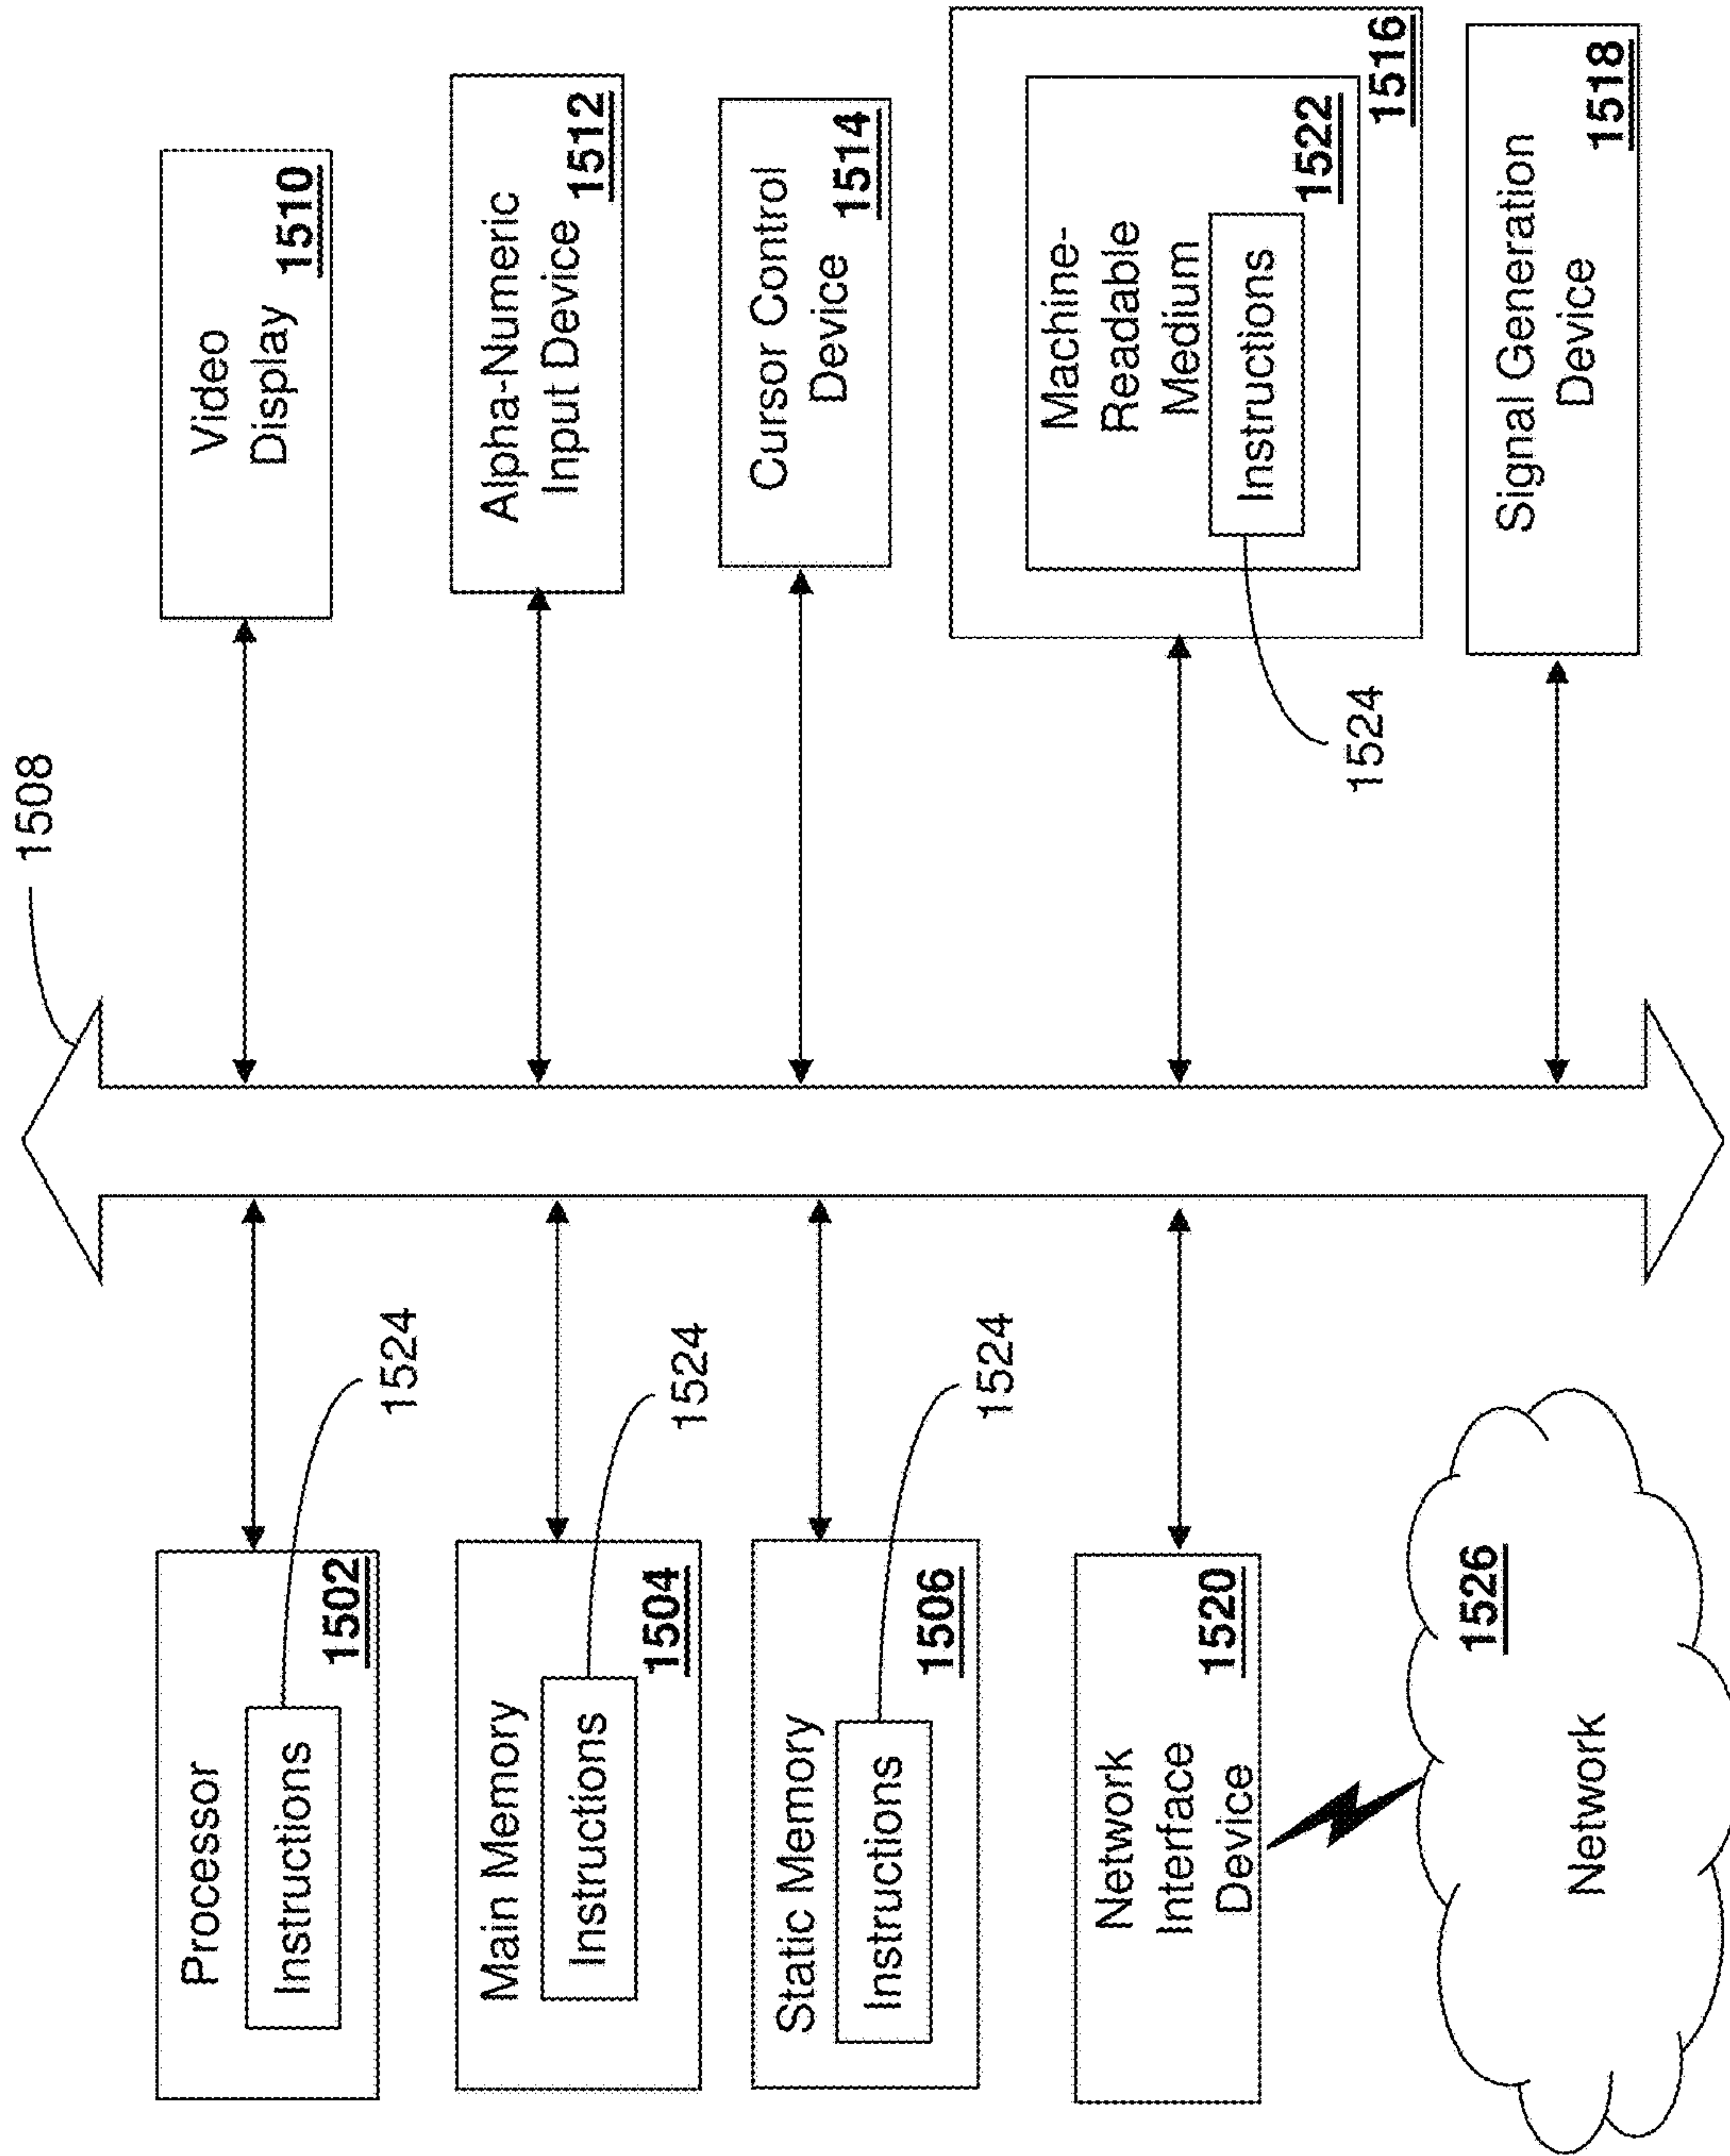 1508
Processor
Instructions
1502
1524
Main Memory
Instructions
1504
1524
Static Memory
Instructions
1506
1524
Network
Interface
Device
1520
1526
Network
Video
Display
1510
Alpha-Numeric
Input Device
1512
Cursor Control
Device
1514
Machine-
Readable
Medium
1522
Instructions
1516
1524
Signal Generation
Device
1518